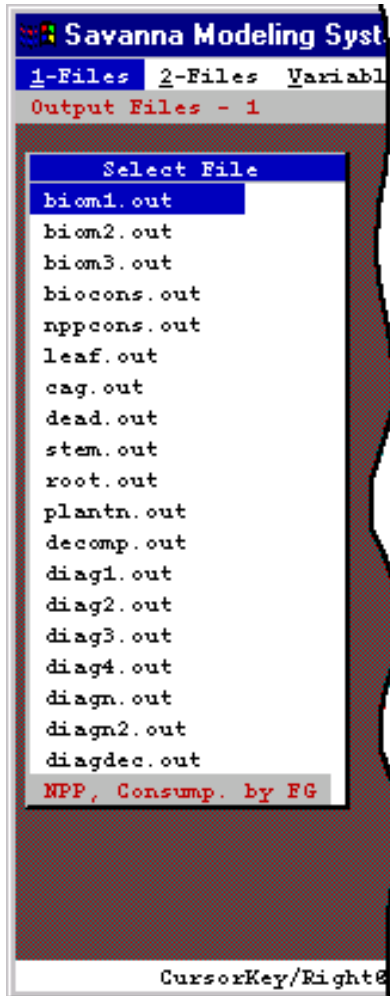 Savanna Modeling Syst
1-Files 2-Files Variabl
Output Files - 1
Select File
biom1.out
biom2.out
biom3.out
biocons.out
nppcons.out
leaf.out
cag.out
dead.out
stem.out
root.out
plantn.out
decomp.out
diag1.out
diag2.out
diag3.out
diag4.out
diagn.out
diagn2.out
diagdec.out
NPP, Consump. by FG
CursorKey/Right